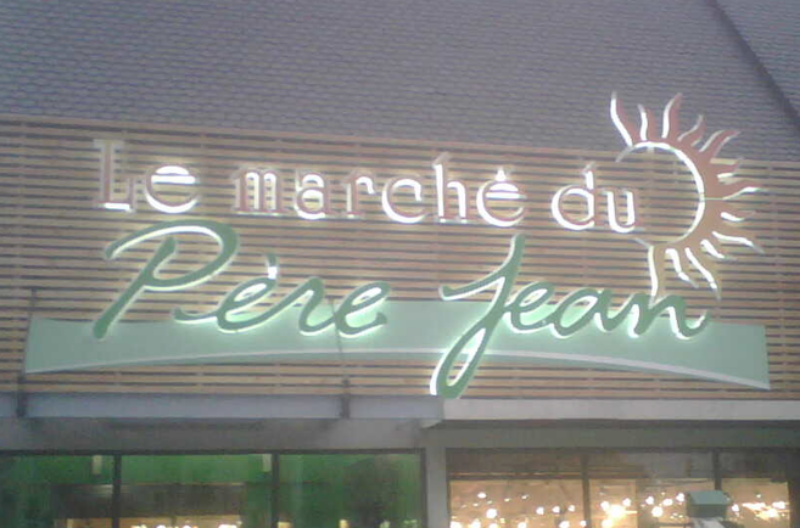 Le marché du
Père Jean